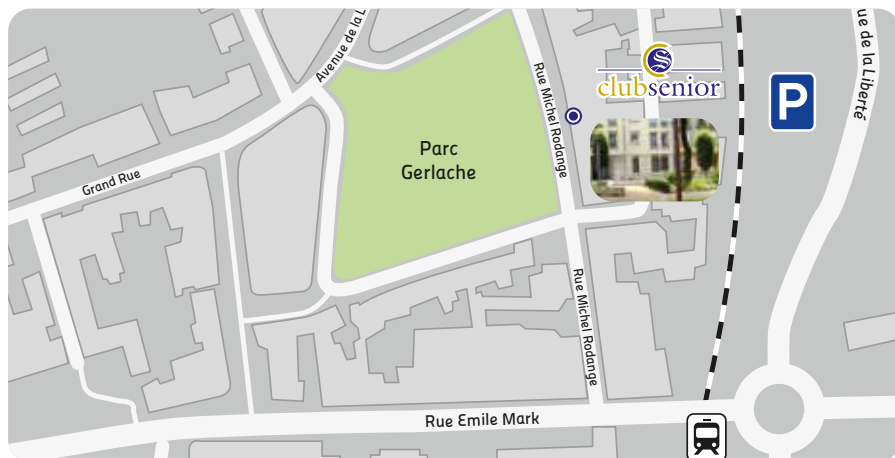 Avenue de la L
ue de la Liberté
Rue Michel Rodange
clubsenior
P
Parc
Gerlache
Grand Rue
Rue Michel Rodange
Rue Emile Mark